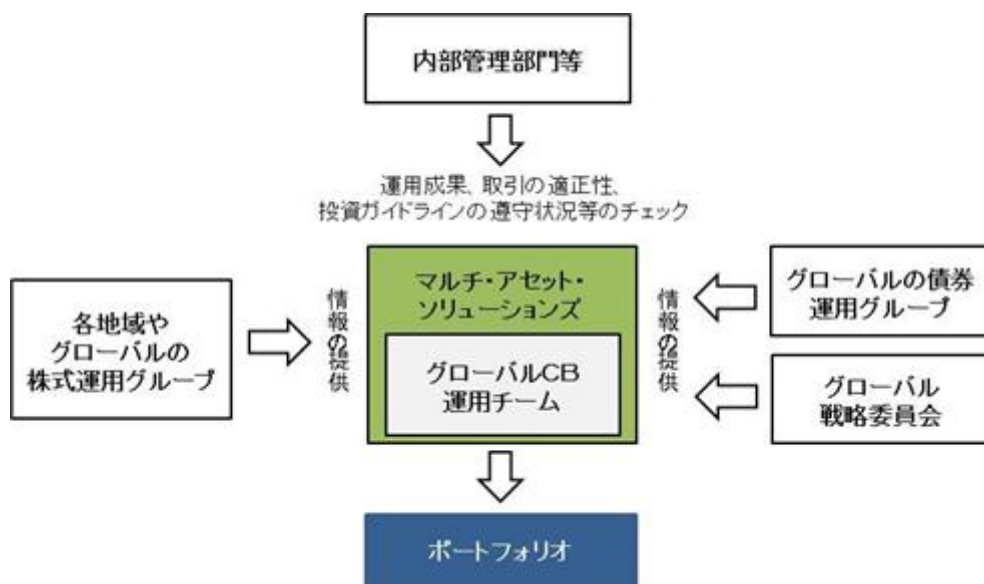 内部管理部門等
運用成果、取引の適正性、
投資ガイドラインの遵守状況等のチェック
各地域や
グローバルの
株式運用グループ
情報の提供
マルチ・アセット・
ソリューションズ
グローバルCB
運用チーム
情報の提供
グローバルの債券
運用グループ
グローバル
戦略委員会
ポートフォリオ